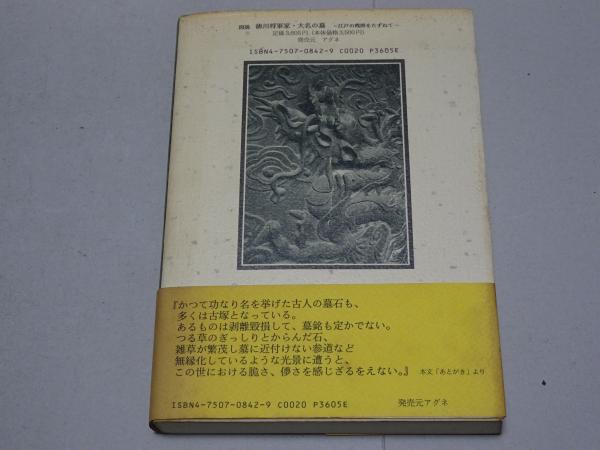 図説 徳川将軍家・大名の墓 －江戸の残照をたずねて－
定価3,605円(本体価格3,500円)
発売元 アグネ
ISBN4-7507-0842-9 C0020 P3605E
『かつて功なり名を挙げた古人の墓石も、
多くは古塚となっている。
あるものは剥離毀損して、墓銘も定かでない。
つる草のぎっしりとからんだ石、
雑草が繁茂し墓に近付けない参道など
無縁化しているような光景に遭うと、
この世における脆さ、儚さを感じざるをえない。』 本文「あとがき」より
ISBN4-7507-0842-9 C0020 P3605E
発売元アグネ